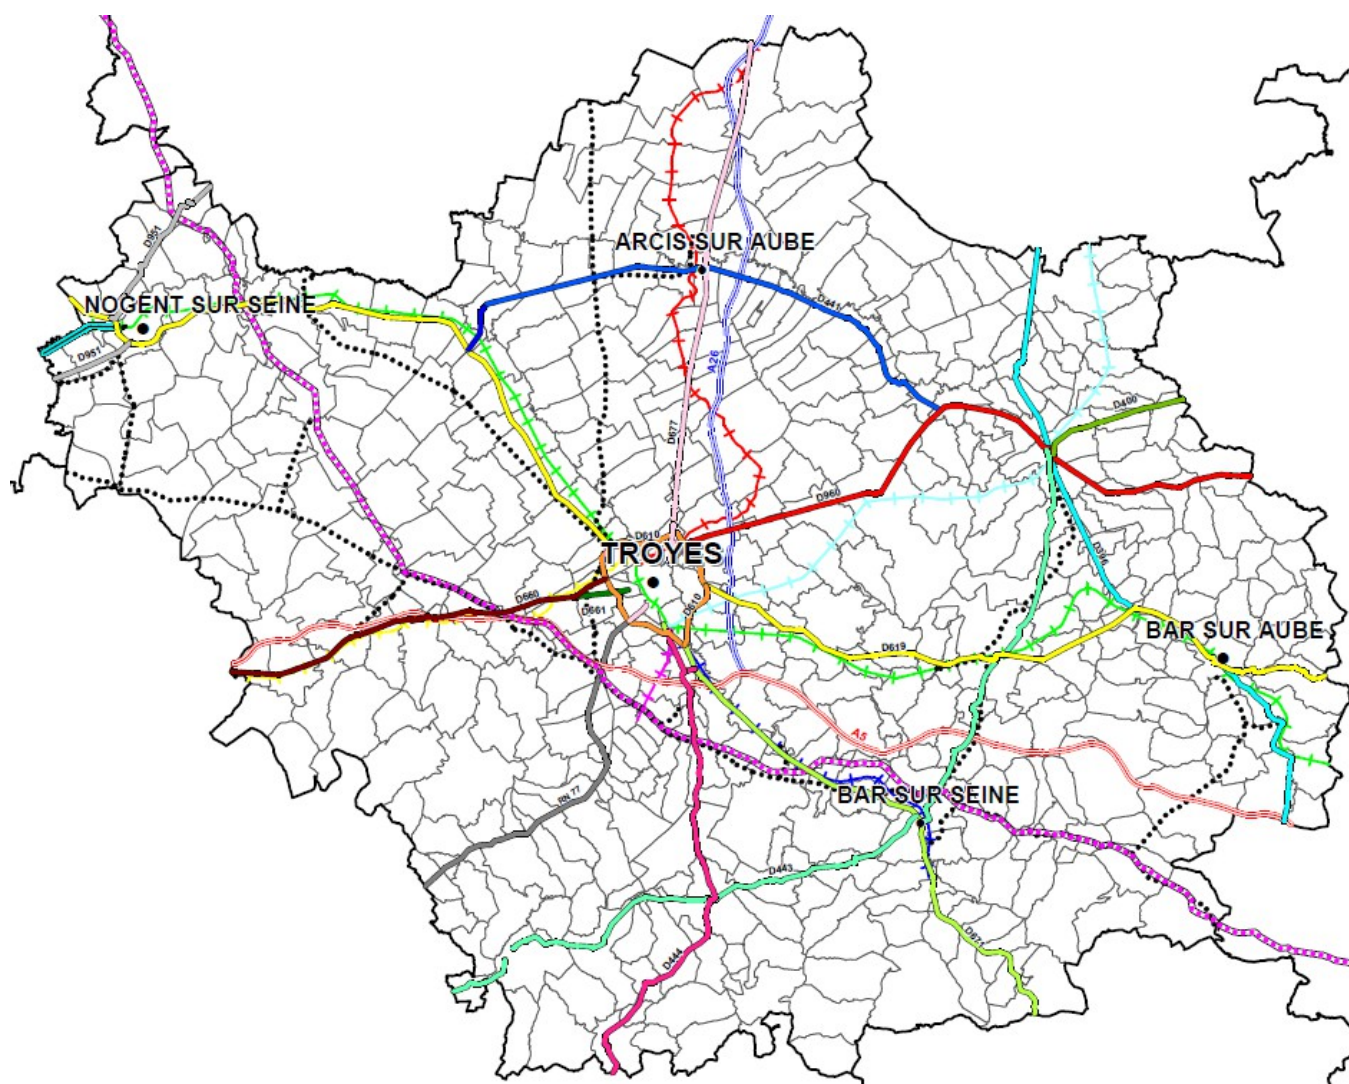 D951
ARCIS SUR AUBE
NOGENT SUR SEINE
D441
D951
A26
D400
D677
D960
D610
TROYES
D396
D660
D661
D610
BAR SUR AUBE
D619
A5
RN 77
BAR SUR SEINE
D443
D444
D671